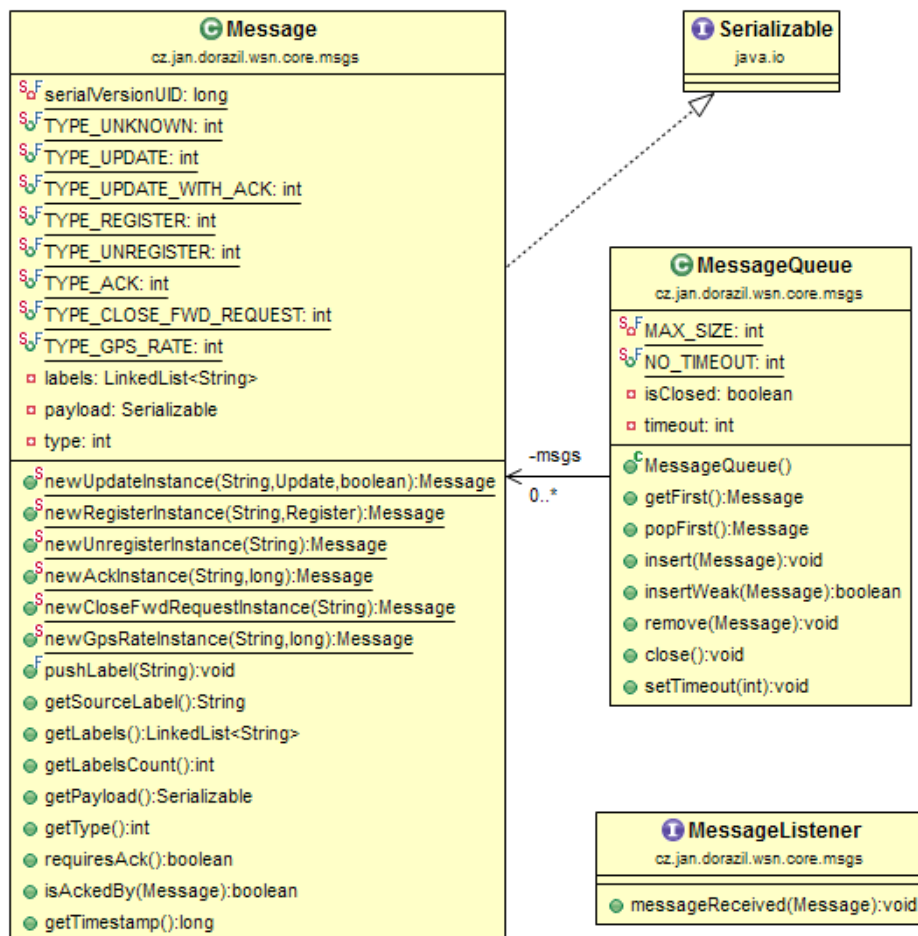 Message
cz.jan.dorazil.wsn.core.msgs
serialVersionUID: long
TYPE_UNKNOWN: int
TYPE_UPDATE: int
TYPE_UPDATE_WITH_ACK: int
TYPE_REGISTER: int
TYPE_UNREGISTER: int
TYPE_ACK: int
TYPE_CLOSE_FWD_REQUEST: int
TYPE_GPS_RATE: int
labels: LinkedList<String>
payload: Serializable
type: int
newUpdateInstance(String,Update,boolean):Message
newRegisterInstance(String,Register):Message
newUnregisterInstance(String):Message
newAckInstance(String,long):Message
newCloseFwdRequestInstance(String):Message
newGpsRateInstance(String,long):Message
pushLabel(String):void
getSourceLabel():String
getLabels():LinkedList<String>
getLabelsCount():int
getPayload():Serializable
getType():int
requiresAck():boolean
isAckedBy(Message):boolean
getTimestamp():long
Serializable
java.io
-msgs
0..*
MessageQueue
cz.jan.dorazil.wsn.core.msgs
MAX_SIZE: int
NO_TIMEOUT: int
isClosed: boolean
timeout: int
MessageQueue()
getFirst():Message
popFirst():Message
insert(Message):void
insertWeak(Message):boolean
remove(Message):void
close():void
setTimeout(int):void
MessageListener
cz.jan.dorazil.wsn.core.msgs
messageReceived(Message):void